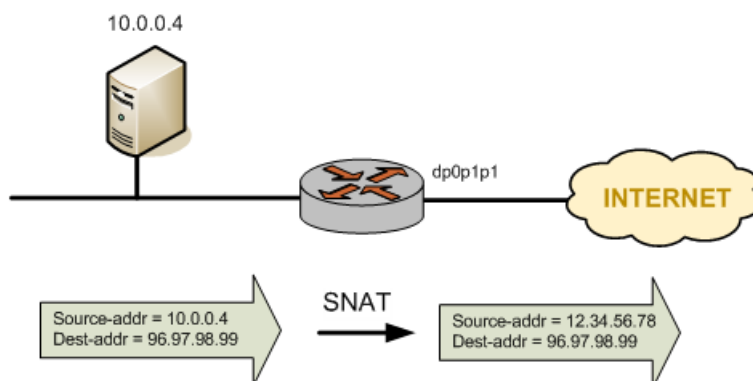 10.0.0.4
dp0p1p1
INTERNET
Source-addr = 10.0.0.4
Dest-addr = 96.97.98.99
SNAT
Source-addr = 12.34.56.78
Dest-addr = 96.97.98.99